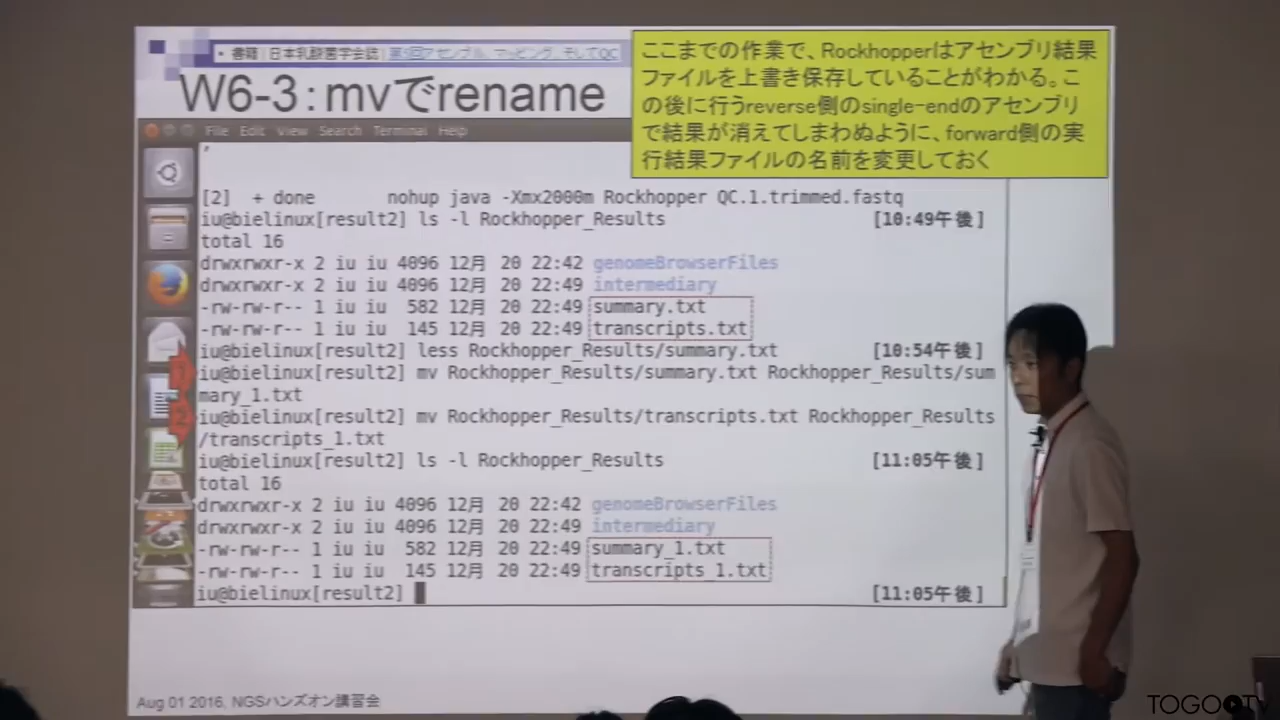 • 書籍 | 日本乳酸菌学会誌 | 第5回アセンブル、マッピング、そしてQC
W6-3:mvでrename
ここまでの作業で、Rockhopperはアセンブリ結果
ファイルを上書き保存していることがわかる。こ
の後に行うreverse側のsingle-endのアセンブリ
で結果が消えてしまわぬように、forward側の実
行結果ファイルの名前を変更しておく
File Edit View Search Terminal Help
[2]  + done       nohup java -Xmx2000m Rockhopper QC.1.trimmed.fastq
iu@bielinux[result2] ls -l Rockhopper_Results [10:49午後]
total 16
drwxrwxr-x 2 iu iu 4096 12月 20 22:42 genomeBrowserFiles
drwxrwxr-x 2 iu iu 4096 12月 20 22:49 intermediary
-rw-rw-r-- 1 iu iu  582 12月 20 22:49 summary.txt
-rw-rw-r-- 1 iu iu  145 12月 20 22:49 transcripts.txt
iu@bielinux[result2] less Rockhopper_Results/summary.txt [10:54午後]
iu@bielinux[result2] mv Rockhopper_Results/summary.txt Rockhopper_Results/sum
mary_1.txt
iu@bielinux[result2] mv Rockhopper_Results/transcripts.txt Rockhopper_Results
/transcripts_1.txt
iu@bielinux[result2] ls -l Rockhopper_Results [11:05午後]
total 16
drwxrwxr-x 2 iu iu 4096 12月 20 22:42 genomeBrowserFiles
drwxrwxr-x 2 iu iu 4096 12月 20 22:49 intermediary
-rw-rw-r-- 1 iu iu  582 12月 20 22:49 summary_1.txt
-rw-rw-r-- 1 iu iu  145 12月 20 22:49 transcripts_1.txt
iu@bielinux[result2] [11:05午後]
1
2
Aug 01 2016, NGSハンズオン講習会
TOGOTV